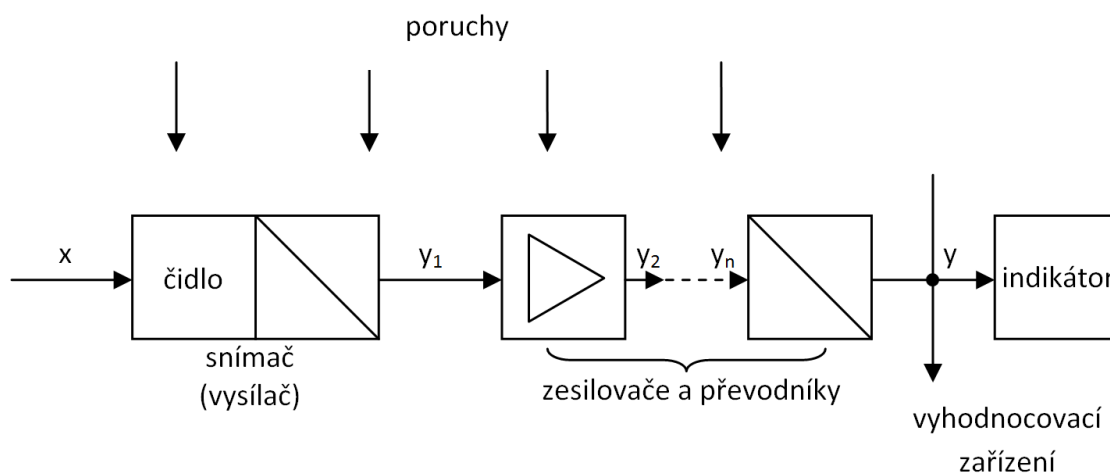 poruchy
x
čidlo
y₁
y₂
yₙ
y
indikátor
snímač
(vysílač)
zesilovače a převodníky
vyhodnocovací
zařízení